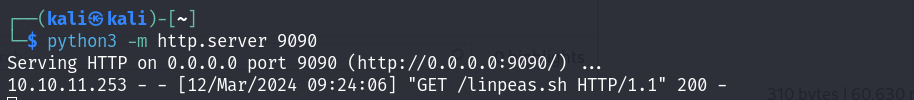 ┌──(kali㉿kali)-[~]
└─$ python3 -m http.server 9090
Serving HTTP on 0.0.0.0 port 9090 (http://0.0.0.0:9090/) ...
10.10.11.253 - - [12/Mar/2024 09:24:06] "GET /linpeas.sh HTTP/1.1" 200 -